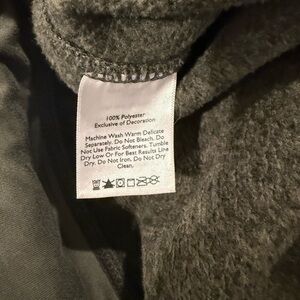 100% Polyester
Exclusive of Decoration
Machine Wash Warm Delicate
Separately. Do Not Bleach. Do
Not Use Fabric Softeners. Tumble
Dry Low Or For Best Results Line
Dry. Do Not Iron. Do Not Dry
Clean.